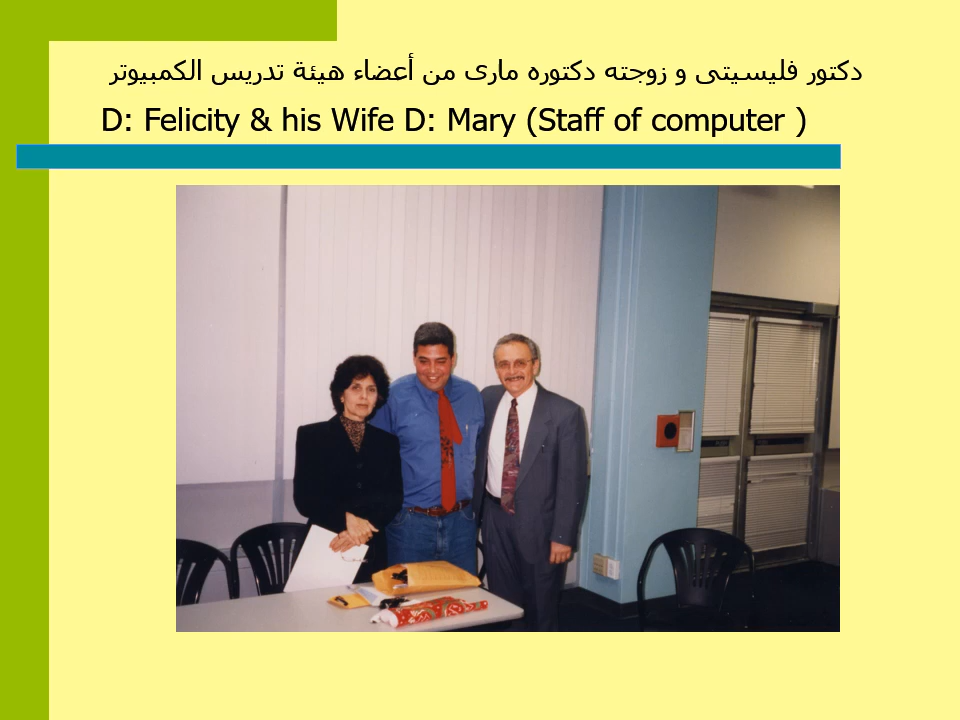 دكتور فليسيتى و زوجته دكتوره مارى من أعضاء هيئة تدريس الكمبيوتر
D: Felicity & his Wife D: Mary (Staff of computer )